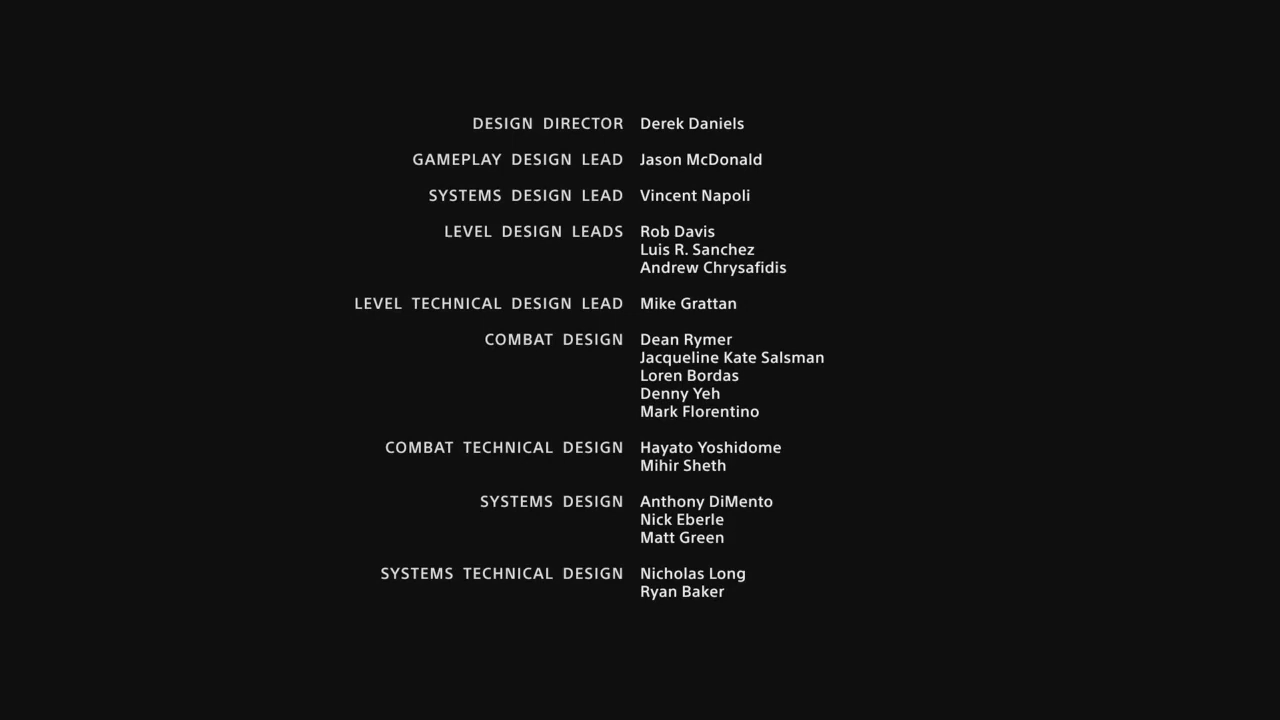 DESIGN DIRECTOR Derek Daniels
GAMEPLAY DESIGN LEAD Jason McDonald
SYSTEMS DESIGN LEAD Vincent Napoli
LEVEL DESIGN LEADS Rob Davis
Luis R. Sanchez
Andrew Chrysafidis
LEVEL TECHNICAL DESIGN LEAD Mike Grattan
COMBAT DESIGN Dean Rymer
Jacqueline Kate Salsman
Loren Bordas
Denny Yeh
Mark Florentino
COMBAT TECHNICAL DESIGN Hayato Yoshidome
Mihir Sheth
SYSTEMS DESIGN Anthony DiMento
Nick Eberle
Matt Green
SYSTEMS TECHNICAL DESIGN Nicholas Long
Ryan Baker